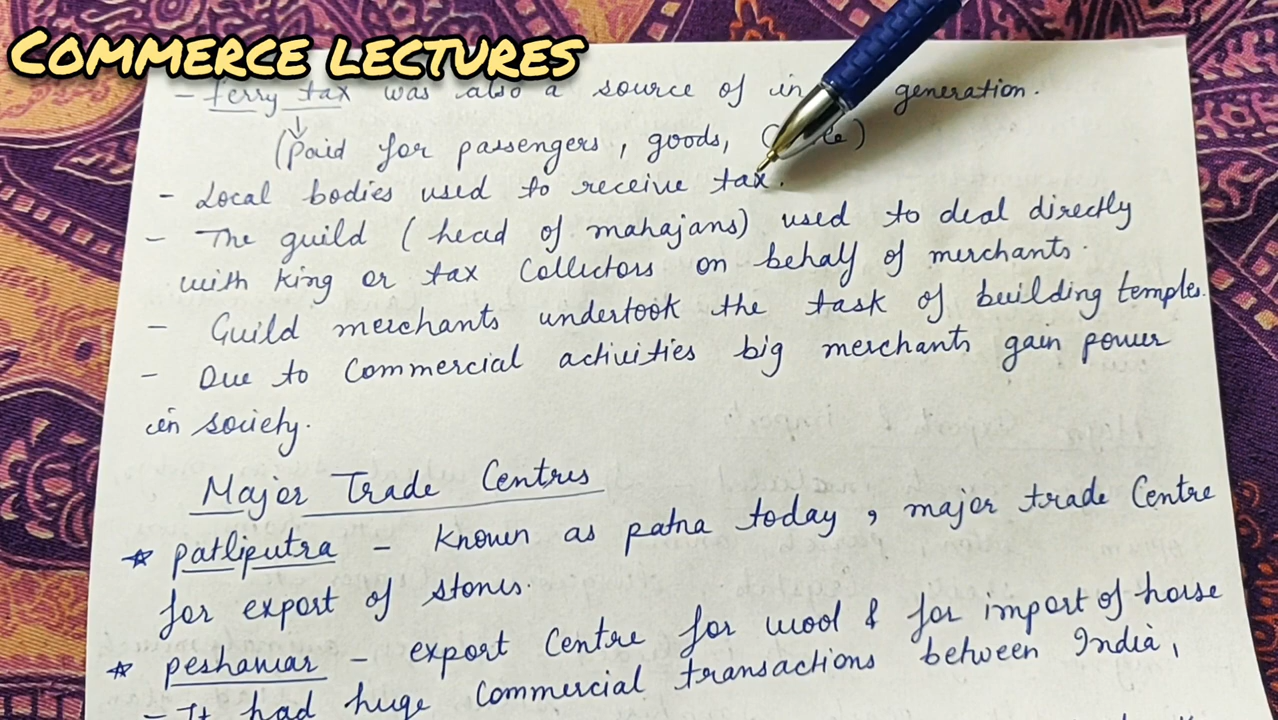 COMMERCE LECTURES
- ferry tax was also a source of in generation.
(Paid for passengers, goods,
- Local bodies used to receive tax.
- The guild (head of mahajans) used to deal directly
with king or tax collectors on behalf of merchants.
- Guild merchants undertook the task of building temples.
- Due to Commercial activities big merchants gain power
in society.
Major Trade Centres
☆ patliputra - known as patna today, major trade Centre
for export of stones.
☆ peshawar - export Centre for wool & for import of horse
- It had huge commercial transactions between India,